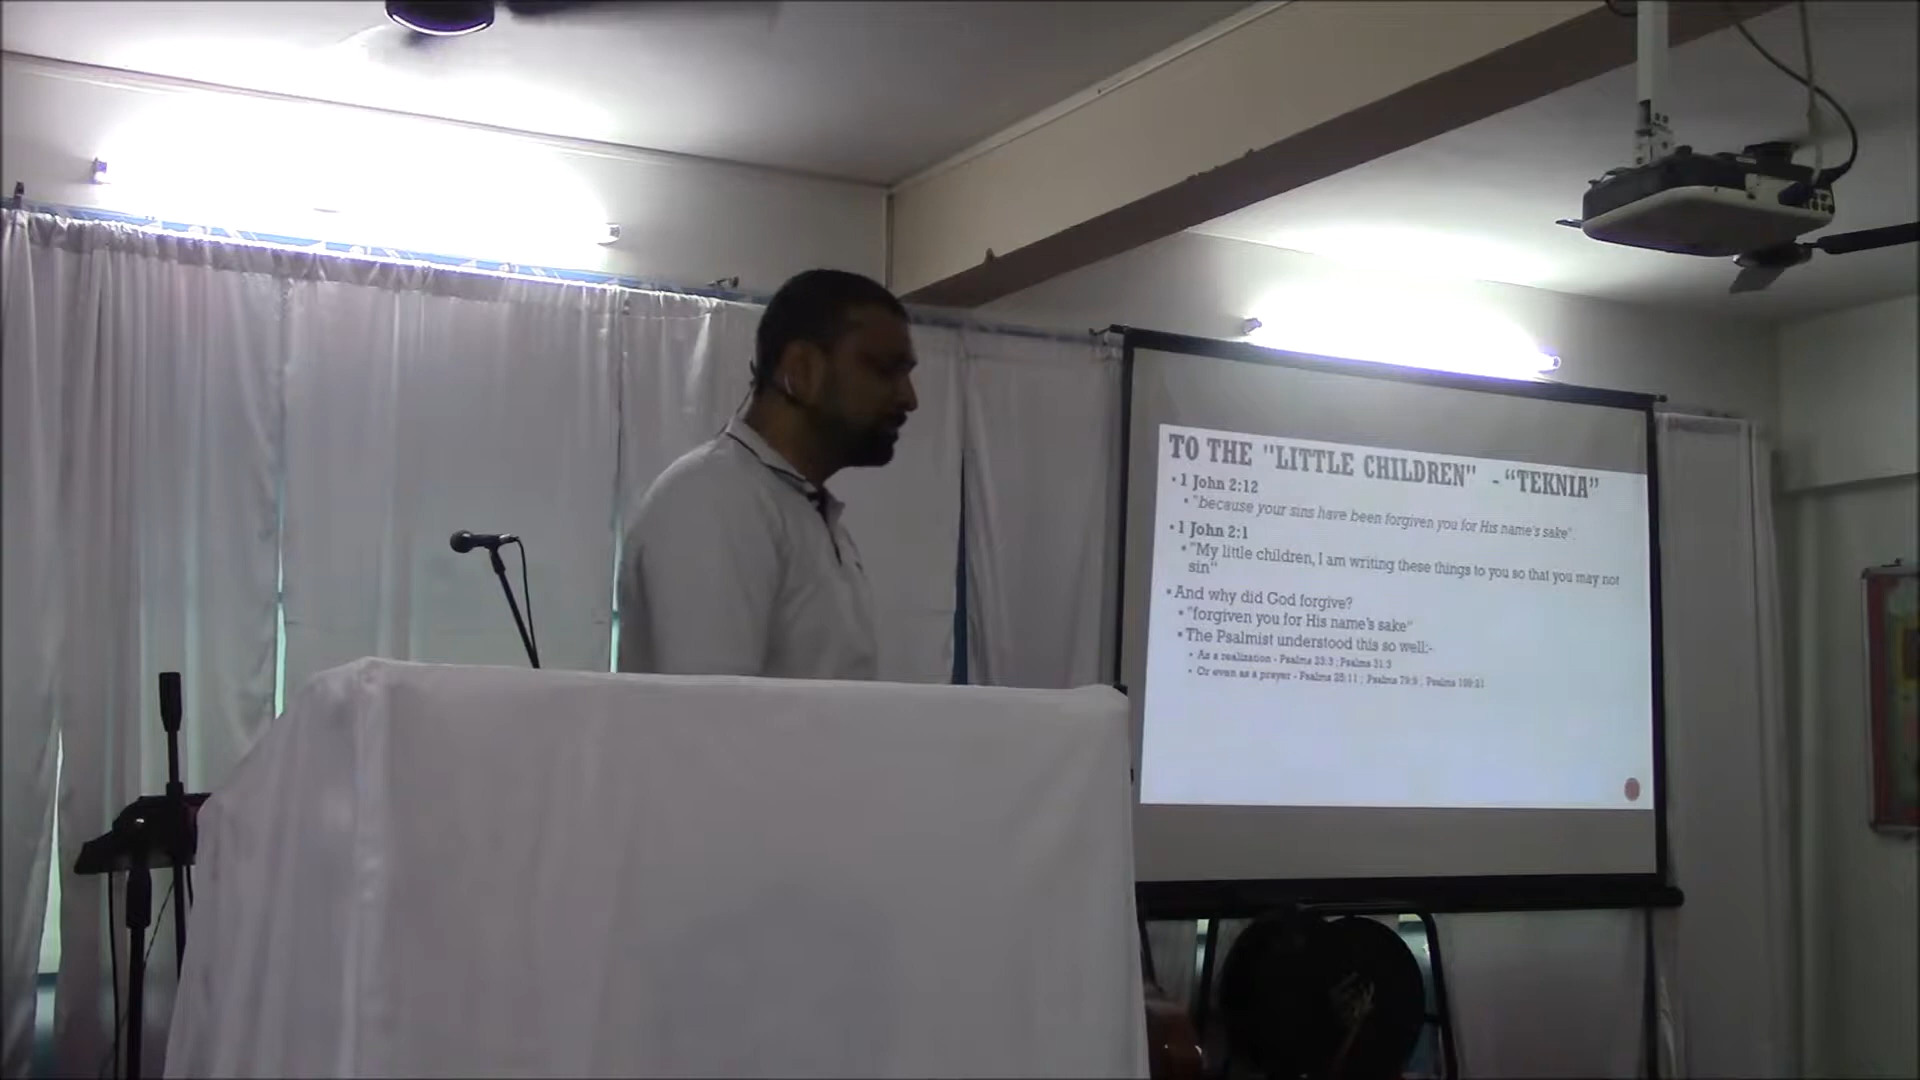 TO THE "LITTLE CHILDREN" - “TEKNIA”
1 John 2:12
"because your sins have been forgiven you for His name's sake".
1 John 2:1
"My little children, I am writing these things to you so that you may not
sin"
And why did God forgive?
"forgiven you for His name's sake"
The Psalmist understood this so well:-
As a realization - Psalms 23:3 ; Psalms 31:3
Or even as a prayer - Psalms 25:11 ; Psalms 79:9 ; Psalms 109:21